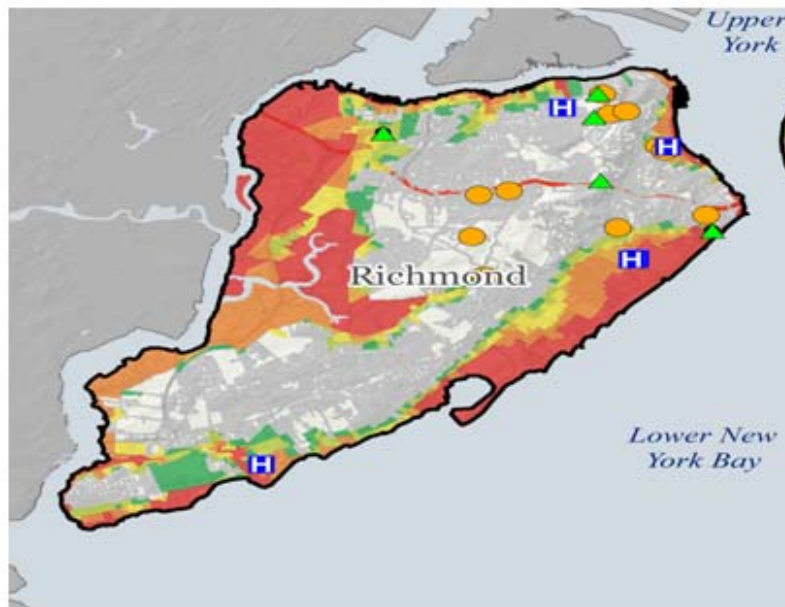 Upper
York
H
H
H
Richmond
Lower New
York Bay
H